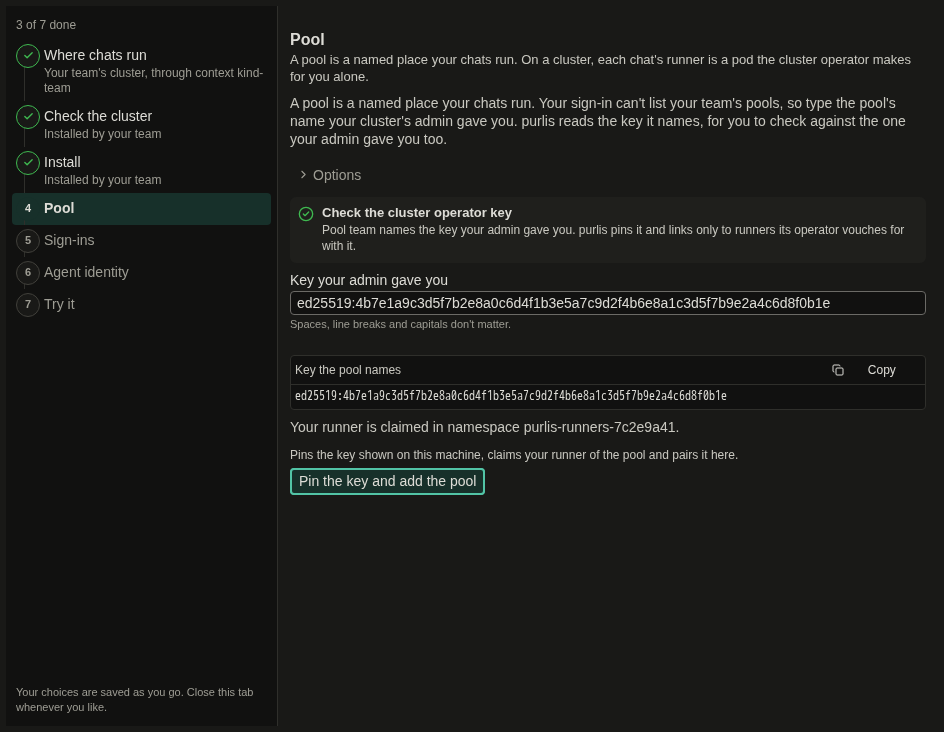 3 of 7 done
Where chats run
Your team's cluster, through context kind-
team
Check the cluster
Installed by your team
Install
Installed by your team
4 Pool
5 Sign-ins
6 Agent identity
7 Try it
Your choices are saved as you go. Close this tab
whenever you like.
Pool
A pool is a named place your chats run. On a cluster, each chat's runner is a pod the cluster operator makes
for you alone.
A pool is a named place your chats run. Your sign-in can't list your team's pools, so type the pool's
name your cluster's admin gave you. purlis reads the key it names, for you to check against the one
your admin gave you too.
Options
Check the cluster operator key
Pool team names the key your admin gave you. purlis pins it and links only to runners its operator vouches for
with it.
Key your admin gave you
ed25519:4b7e1a9c3d5f7b2e8a0c6d4f1b3e5a7c9d2f4b6e8a1c3d5f7b9e2a4c6d8f0b1e
Spaces, line breaks and capitals don't matter.
Key the pool names
Copy
ed25519:4b7e1a9c3d5f7b2e8a0c6d4f1b3e5a7c9d2f4b6e8a1c3d5f7b9e2a4c6d8f0b1e
Your runner is claimed in namespace purlis-runners-7c2e9a41.
Pins the key shown on this machine, claims your runner of the pool and pairs it here.
Pin the key and add the pool